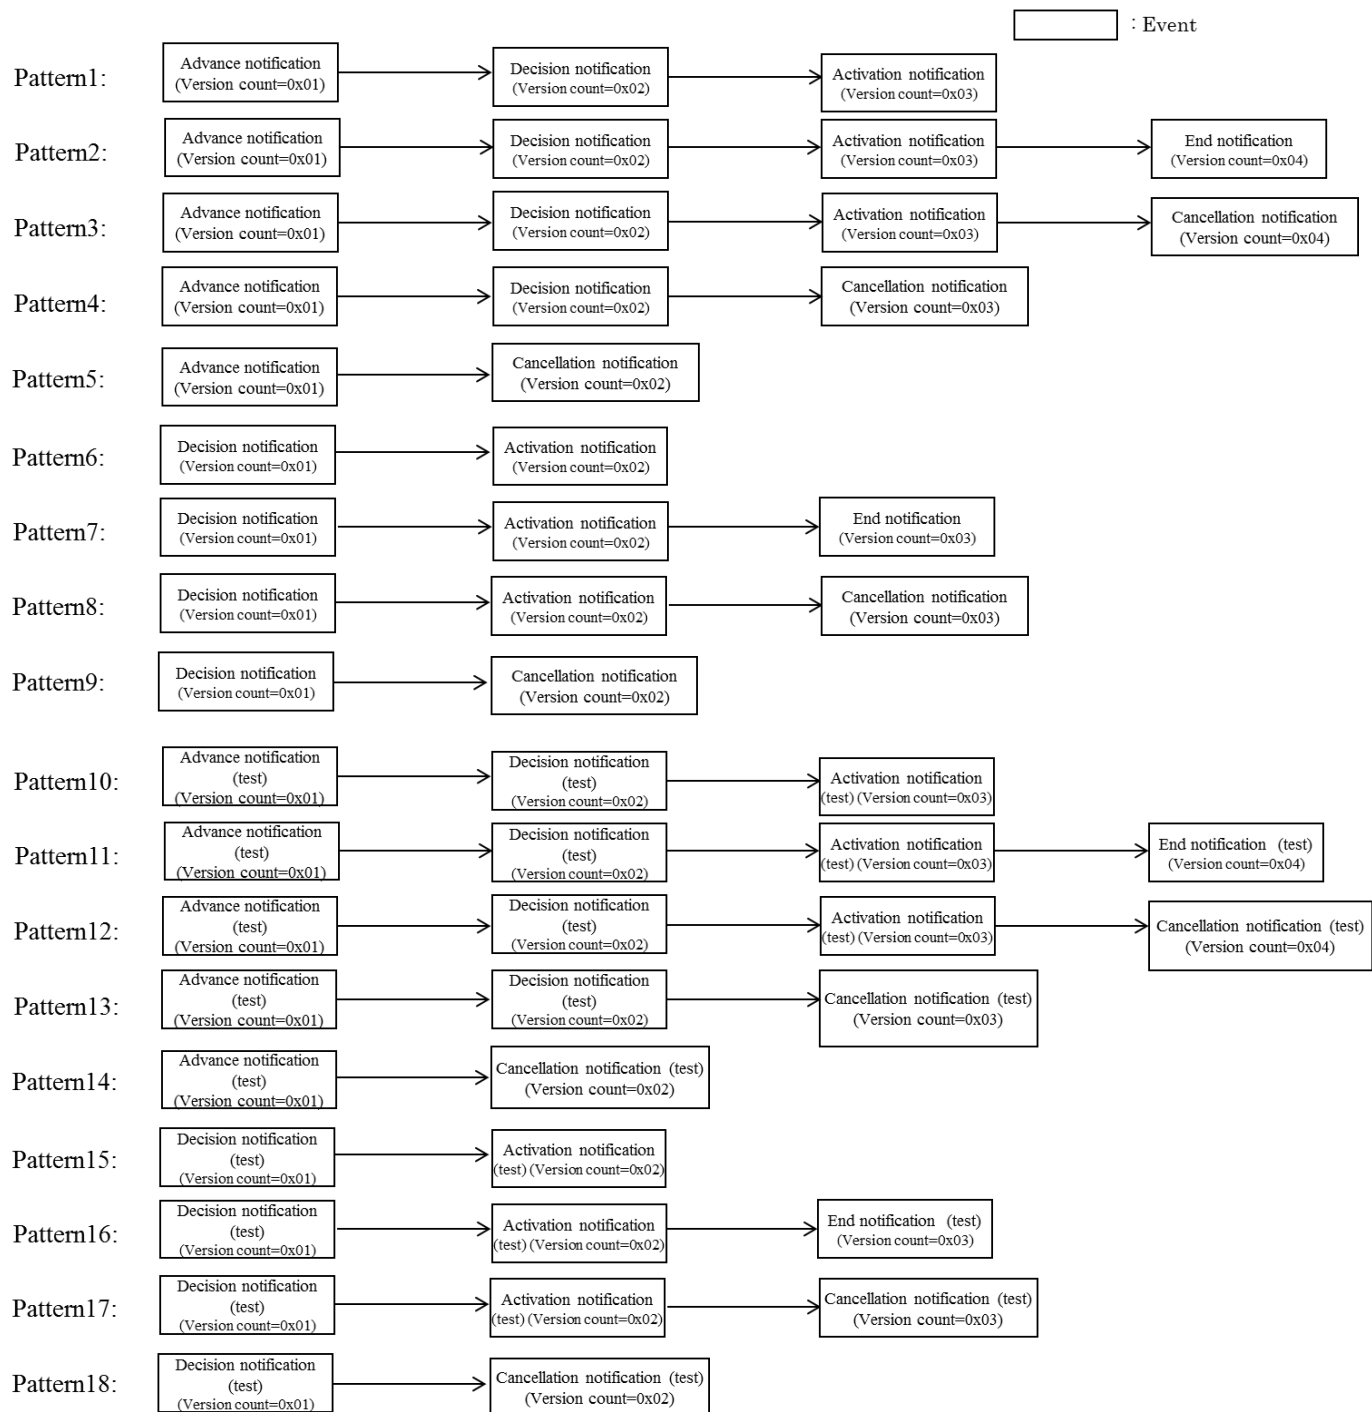 : Event
Pattern1:
Advance notification
(Version count=0x01)
Decision notification
(Version count=0x02)
Activation notification
(Version count=0x03)
Pattern2:
Advance notification
(Version count=0x01)
Decision notification
(Version count=0x02)
Activation notification
(Version count=0x03)
End notification
(Version count=0x04)
Pattern3:
Advance notification
(Version count=0x01)
Decision notification
(Version count=0x02)
Activation notification
(Version count=0x03)
Cancellation notification
(Version count=0x04)
Pattern4:
Advance notification
(Version count=0x01)
Decision notification
(Version count=0x02)
Cancellation notification
(Version count=0x03)
Pattern5:
Advance notification
(Version count=0x01)
Cancellation notification
(Version count=0x02)
Pattern6:
Decision notification
(Version count=0x01)
Activation notification
(Version count=0x02)
Pattern7:
Decision notification
(Version count=0x01)
Activation notification
(Version count=0x02)
End notification
(Version count=0x03)
Pattern8:
Decision notification
(Version count=0x01)
Activation notification
(Version count=0x02)
Cancellation notification
(Version count=0x03)
Pattern9:
Decision notification
(Version count=0x01)
Cancellation notification
(Version count=0x02)
Pattern10:
Advance notification
(test)
(Version count=0x01)
Decision notification
(test)
(Version count=0x02)
Activation notification
(test) (Version count=0x03)
Pattern11:
Advance notification
(test)
(Version count=0x01)
Decision notification
(test)
(Version count=0x02)
Activation notification
(test) (Version count=0x03)
End notification (test)
(Version count=0x04)
Pattern12:
Advance notification
(test)
(Version count=0x01)
Decision notification
(test)
(Version count=0x02)
Activation notification
(test) (Version count=0x03)
Cancellation notification (test)
(Version count=0x04)
Pattern13:
Advance notification
(test)
(Version count=0x01)
Decision notification
(test)
(Version count=0x02)
Cancellation notification (test)
(Version count=0x03)
Pattern14:
Advance notification
(test)
(Version count=0x01)
Cancellation notification (test)
(Version count=0x02)
Pattern15:
Decision notification
(test)
(Version count=0x01)
Activation notification
(test) (Version count=0x02)
Pattern16:
Decision notification
(test)
(Version count=0x01)
Activation notification
(test) (Version count=0x02)
End notification (test)
(Version count=0x03)
Pattern17:
Decision notification
(test)
(Version count=0x01)
Activation notification
(test) (Version count=0x02)
Cancellation notification (test)
(Version count=0x03)
Pattern18:
Decision notification
(test)
(Version count=0x01)
Cancellation notification (test)
(Version count=0x02)